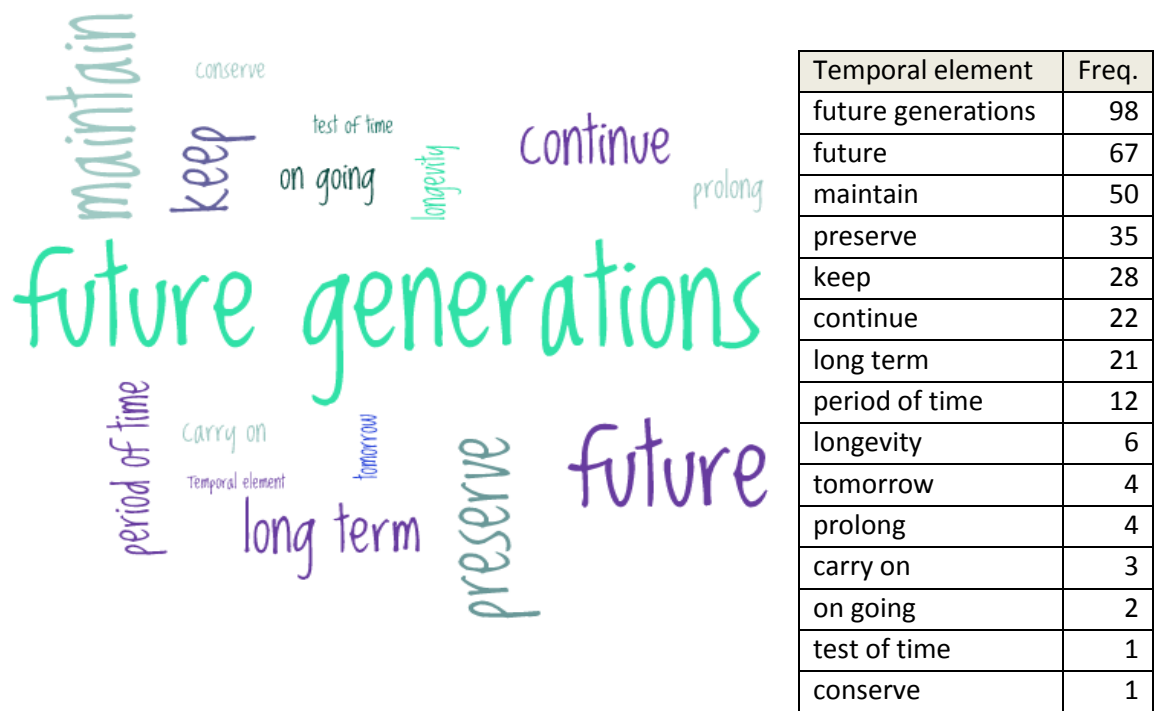 maintain
conserve
keep
test of time
on going
longevity
continue
prolong
future generations
period of time
carry on
tomorrow
Temporal element
long term
preserve
future
Temporal element Freq.
future generations 98
future 67
maintain 50
preserve 35
keep 28
continue 22
long term 21
period of time 12
longevity 6
tomorrow 4
prolong 4
carry on 3
on going 2
test of time 1
conserve 1